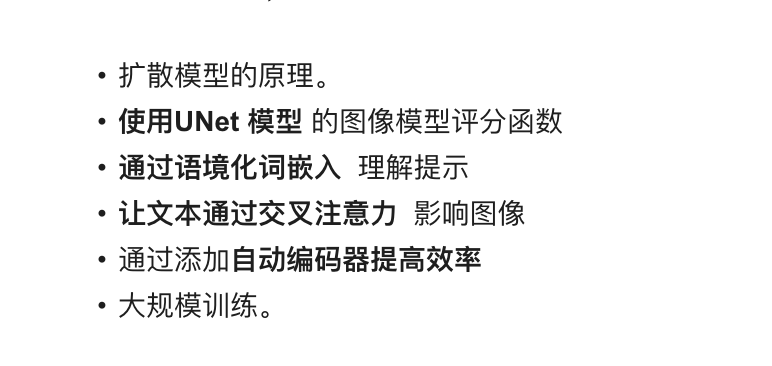 • 扩散模型的原理。
• 使用UNet 模型 的图像模型评分函数
• 通过语境化词嵌入 理解提示
• 让文本通过交叉注意力 影响图像
• 通过添加自动编码器提高效率
• 大规模训练。